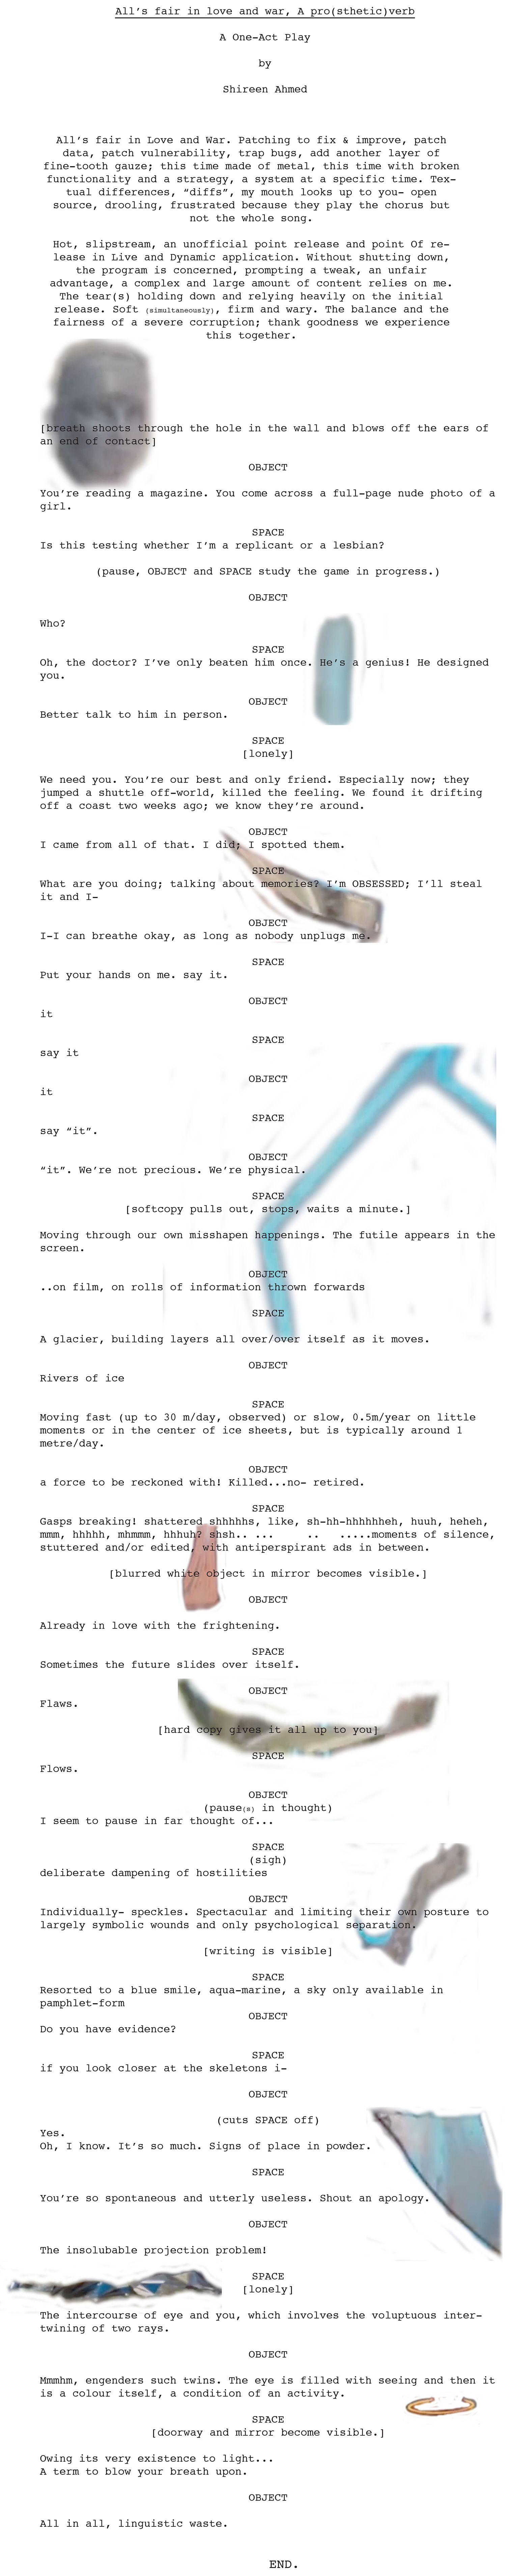 All's fair in love and war, A pro(sthetic)verb
A One-Act Play
by
Shireen Ahmed
All's fair in Love and War. Patching to fix & improve, patch
data, patch vulnerability, trap bugs, add another layer of
fine-tooth gauze; this time made of metal, this time with broken
functionality and a strategy, a system at a specific time. Tex-
tual differences, “diffs”, my mouth looks up to you- open
source, drooling, frustrated because they play the chorus but
not the whole song.
Hot, slipstream, an unofficial point release and point Of re-
lease in Live and Dynamic application. Without shutting down,
the program is concerned, prompting a tweak, an unfair
advantage, a complex and large amount of content relies on me.
The tear(s) holding down and relying heavily on the initial
release. Soft (simultaneously), firm and wary. The balance and the
fairness of a severe corruption; thank goodness we experience
this together.
[breath shoots through the hole in the wall and blows off the ears of
an end of contact]
OBJECT
You're reading a magazine. You come across a full-page nude photo of a
girl.
SPACE
Is this testing whether I'm a replicant or a lesbian?
(pause, OBJECT and SPACE study the game in progress.)
OBJECT
Who?
SPACE
Oh, the doctor? I've only beaten him once. He's a genius! He designed
you.
OBJECT
Better talk to him in person.
SPACE
[lonely]
We need you. You're our best and only friend. Especially now; they
jumped a shuttle off-world, killed the feeling. We found it drifting
off a coast two weeks ago; we know they're around.
OBJECT
I came from all of that. I did; I spotted them.
SPACE
What are you doing; talking about memories? I'm OBSESSED; I'll steal
it and I-
OBJECT
I-I can breathe okay, as long as nobody unplugs me.
SPACE
Put your hands on me. say it.
OBJECT
it
SPACE
say it
OBJECT
it
SPACE
say “it”.
OBJECT
“it”. We're not precious. We're physical.
SPACE
[softcopy pulls out, stops, waits a minute.]
Moving through our own misshapen happenings. The futile appears in the
screen.
OBJECT
..on film, on rolls of information thrown forwards
SPACE
A glacier, building layers all over/over itself as it moves.
OBJECT
Rivers of ice
SPACE
Moving fast (up to 30 m/day, observed) or slow, 0.5m/year on little
moments or in the center of ice sheets, but is typically around 1
metre/day.
OBJECT
a force to be reckoned with! Killed...no- retired.
SPACE
Gasps breaking! shattered shhhhhs, like, sh-hh-hhhhhheh, huuh, heheh,
mmm, hhhhh, mhmmm, hhhuh? shsh.. ... .. .....moments of silence,
stuttered and/or edited, with antiperspirant ads in between.
[blurred white object in mirror becomes visible.]
OBJECT
Already in love with the frightening.
SPACE
Sometimes the future slides over itself.
OBJECT
Flaws.
[hard copy gives it all up to you]
SPACE
Flows.
OBJECT
(pause(s) in thought)
I seem to pause in far thought of...
SPACE
(sigh)
deliberate dampening of hostilities
OBJECT
Individually- speckles. Spectacular and limiting their own posture to
largely symbolic wounds and only psychological separation.
[writing is visible]
SPACE
Resorted to a blue smile, aqua-marine, a sky only available in
pamphlet-form
OBJECT
Do you have evidence?
SPACE
if you look closer at the skeletons i-
OBJECT
(cuts SPACE off)
Yes.
Oh, I know. It's so much. Signs of place in powder.
SPACE
You're so spontaneous and utterly useless. Shout an apology.
OBJECT
The insolubable projection problem!
SPACE
[lonely]
The intercourse of eye and you, which involves the voluptuous inter-
twining of two rays.
OBJECT
Mmmhm, engenders such twins. The eye is filled with seeing and then it
is a colour itself, a condition of an activity.
SPACE
[doorway and mirror become visible.]
Owing its very existence to light...
A term to blow your breath upon.
OBJECT
All in all, linguistic waste.
END.